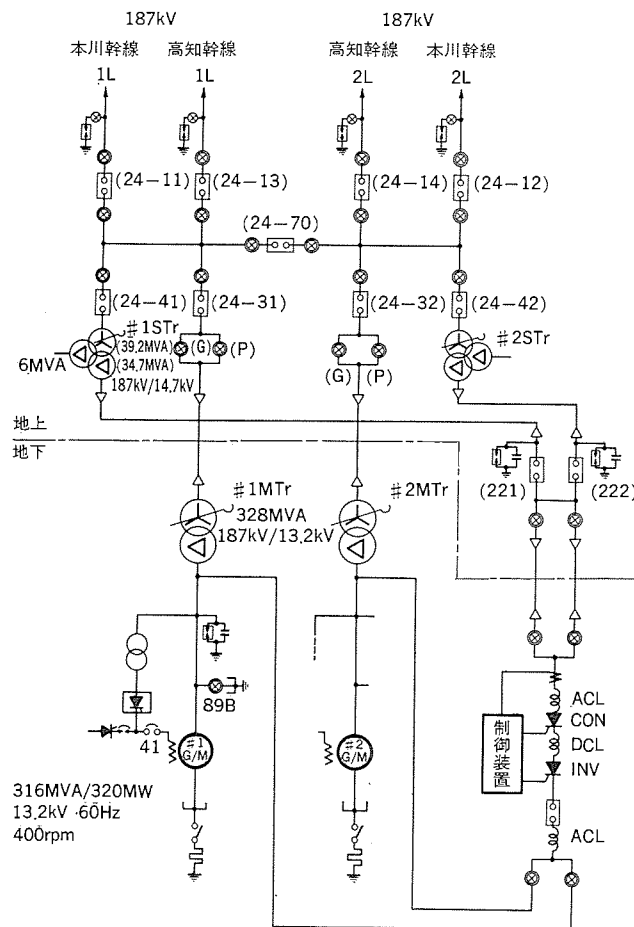 187kV 187kV
本川幹線 高知幹線 高知幹線 本川幹線
1L 1L 2L 2L
(24-11) (24-13) (24-14) (24-12)
(24-70)
(24-41) (24-31) (24-32) (24-42)
#1STr #2STr
(39.2MVA) (G) (P)
6MVA (34.7MVA) (G) (P)
187kV/14.7kV
地上
地下
(221) (222)
#1MTr #2MTr
328MVA
187kV/13.2kV
89B
41
#1 G/M
#2 G/M
316MVA/320MW
13.2kV・60Hz
400rpm
制御装置
ACL
CON
DCL
INV
ACL